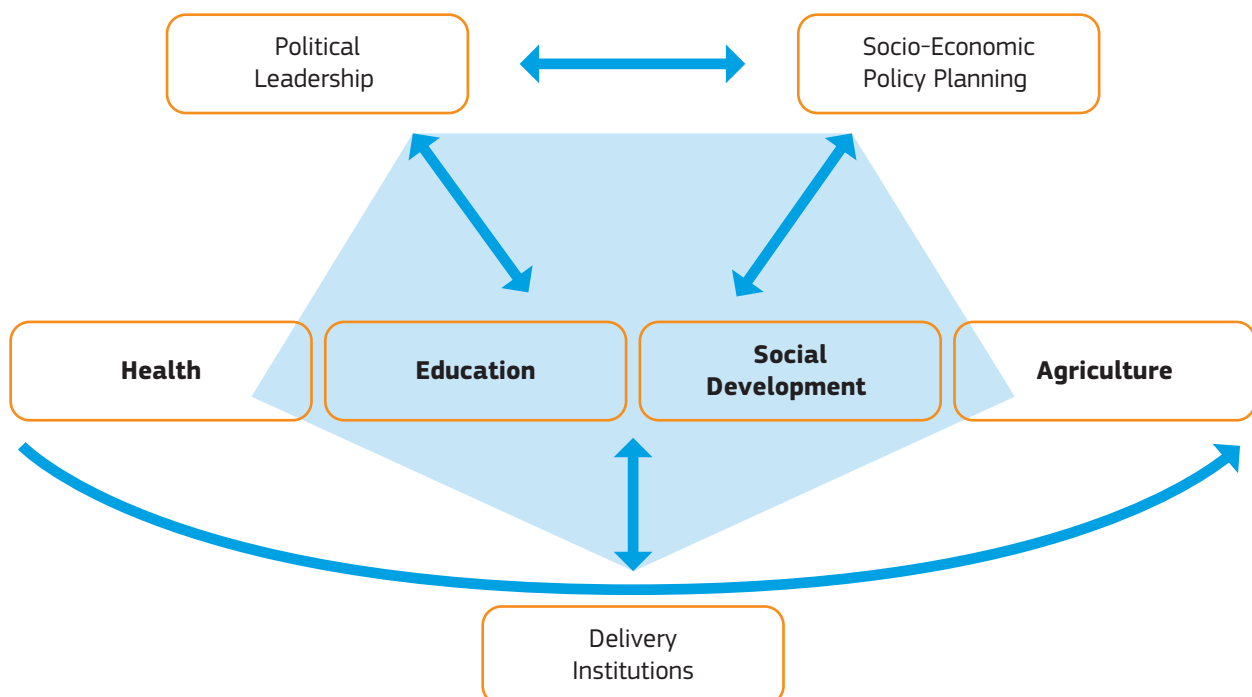 Political
Leadership
Socio-Economic
Policy Planning
Health
Education
Social
Development
Agriculture
Delivery
Institutions